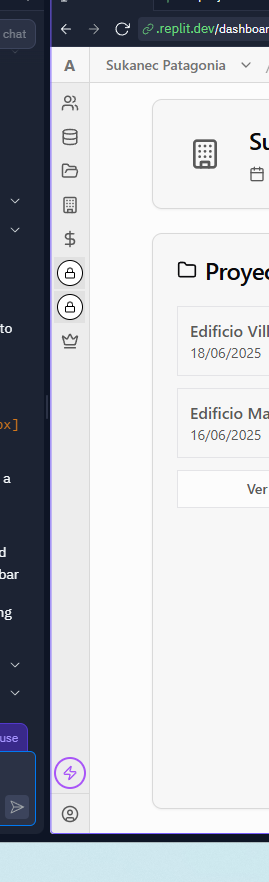 chat
.replit.dev/dashboar
A
Sukanec Patagonia
/
Su
to
Proyec
Edificio Vill
18/06/2025
ox]
Edificio Ma
16/06/2025
a
Ver
d
bar
ng
use